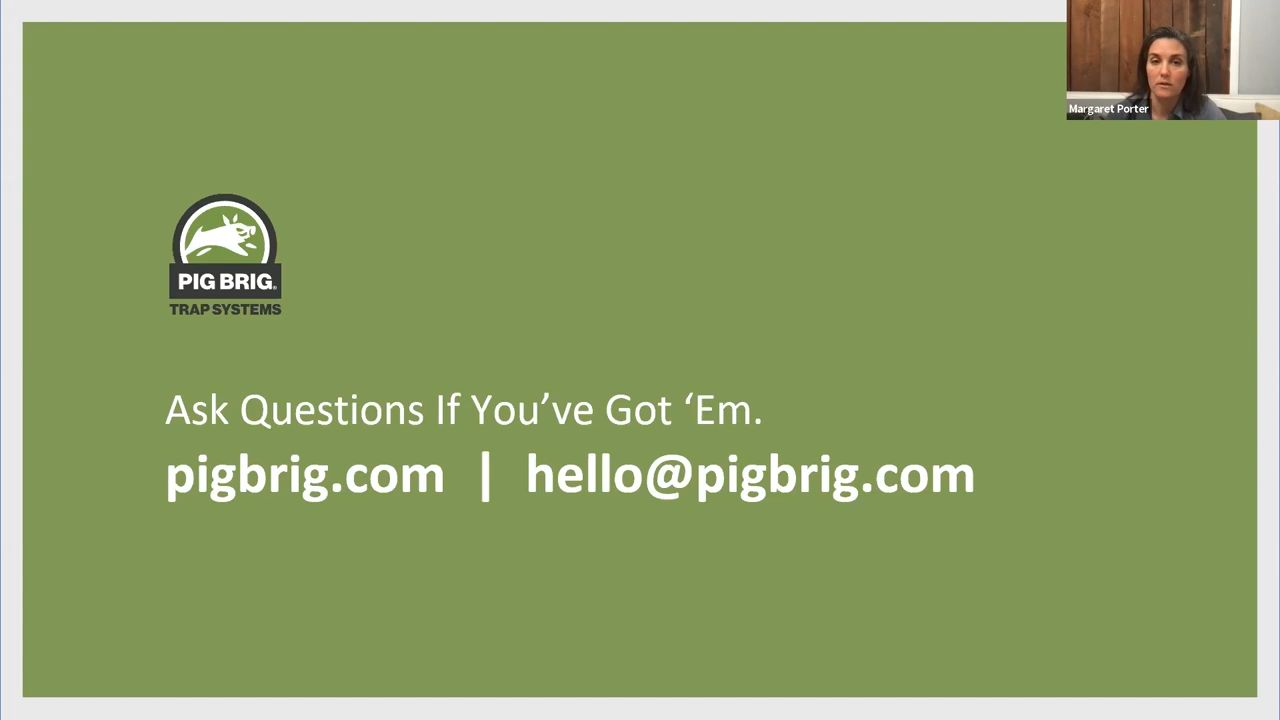 Margaret Porter
PIG BRIG®
TRAP SYSTEMS
Ask Questions If You’ve Got ‘Em.
pigbrig.com | hello@pigbrig.com